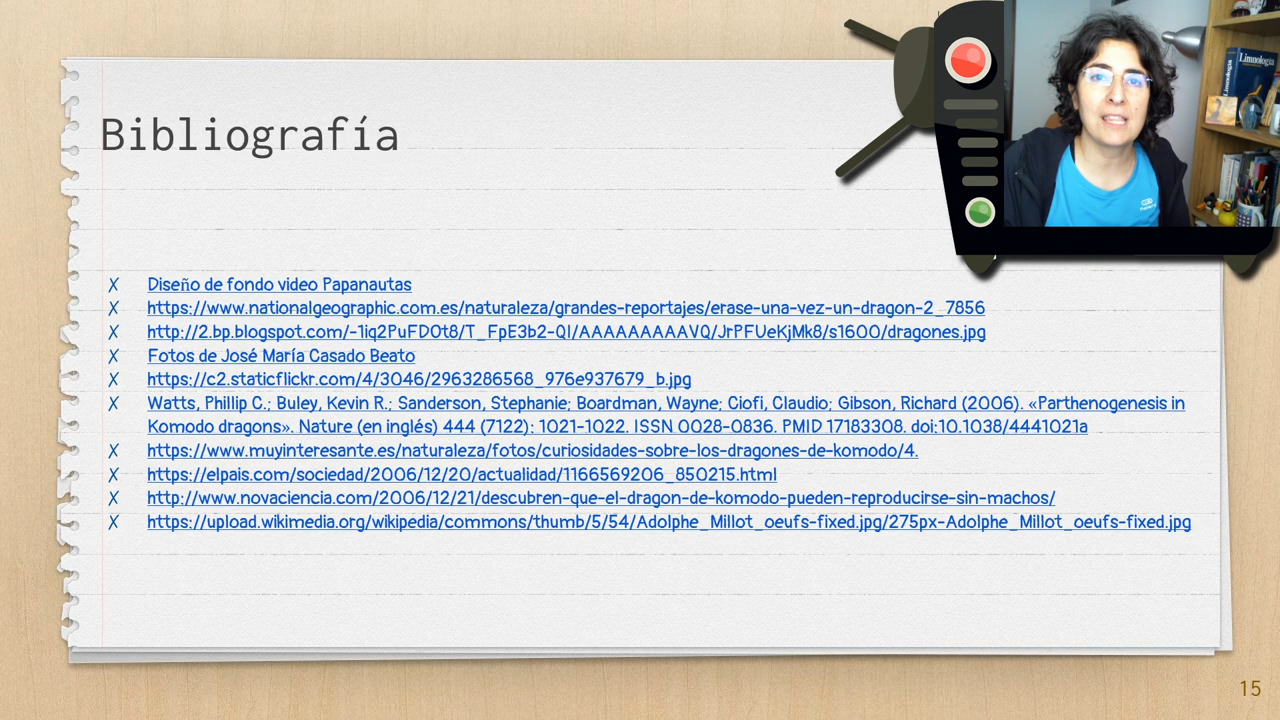 Bibliografía
Limnología
Diseño de fondo video Papanautas
https://www.nationalgeographic.com.es/naturaleza/grandes-reportajes/erase-una-vez-un-dragon-2_7856
http://2.bp.blogspot.com/-1iq2PuFDOt8/T_FpE3b2-QI/AAAAAAAAAVQ/JrPFUeKjMk8/s1600/dragones.jpg
Fotos de José María Casado Beato
https://c2.staticflickr.com/4/3046/2963286568_976e937679_b.jpg
Watts, Phillip C.; Buley, Kevin R.; Sanderson, Stephanie; Boardman, Wayne; Ciofi, Claudio; Gibson, Richard (2006). «Parthenogenesis in
Komodo dragons». Nature (en inglés) 444 (7122): 1021-1022. ISSN 0028-0836. PMID 17183308. doi:10.1038/4441021a
https://www.muyinteresante.es/naturaleza/fotos/curiosidades-sobre-los-dragones-de-komodo/4.
https://elpais.com/sociedad/2006/12/20/actualidad/1166569206_850215.html
http://www.novaciencia.com/2006/12/21/descubren-que-el-dragon-de-komodo-pueden-reproducirse-sin-machos/
https://upload.wikimedia.org/wikipedia/commons/thumb/5/54/Adolphe_Millot_oeufs-fixed.jpg/275px-Adolphe_Millot_oeufs-fixed.jpg
15